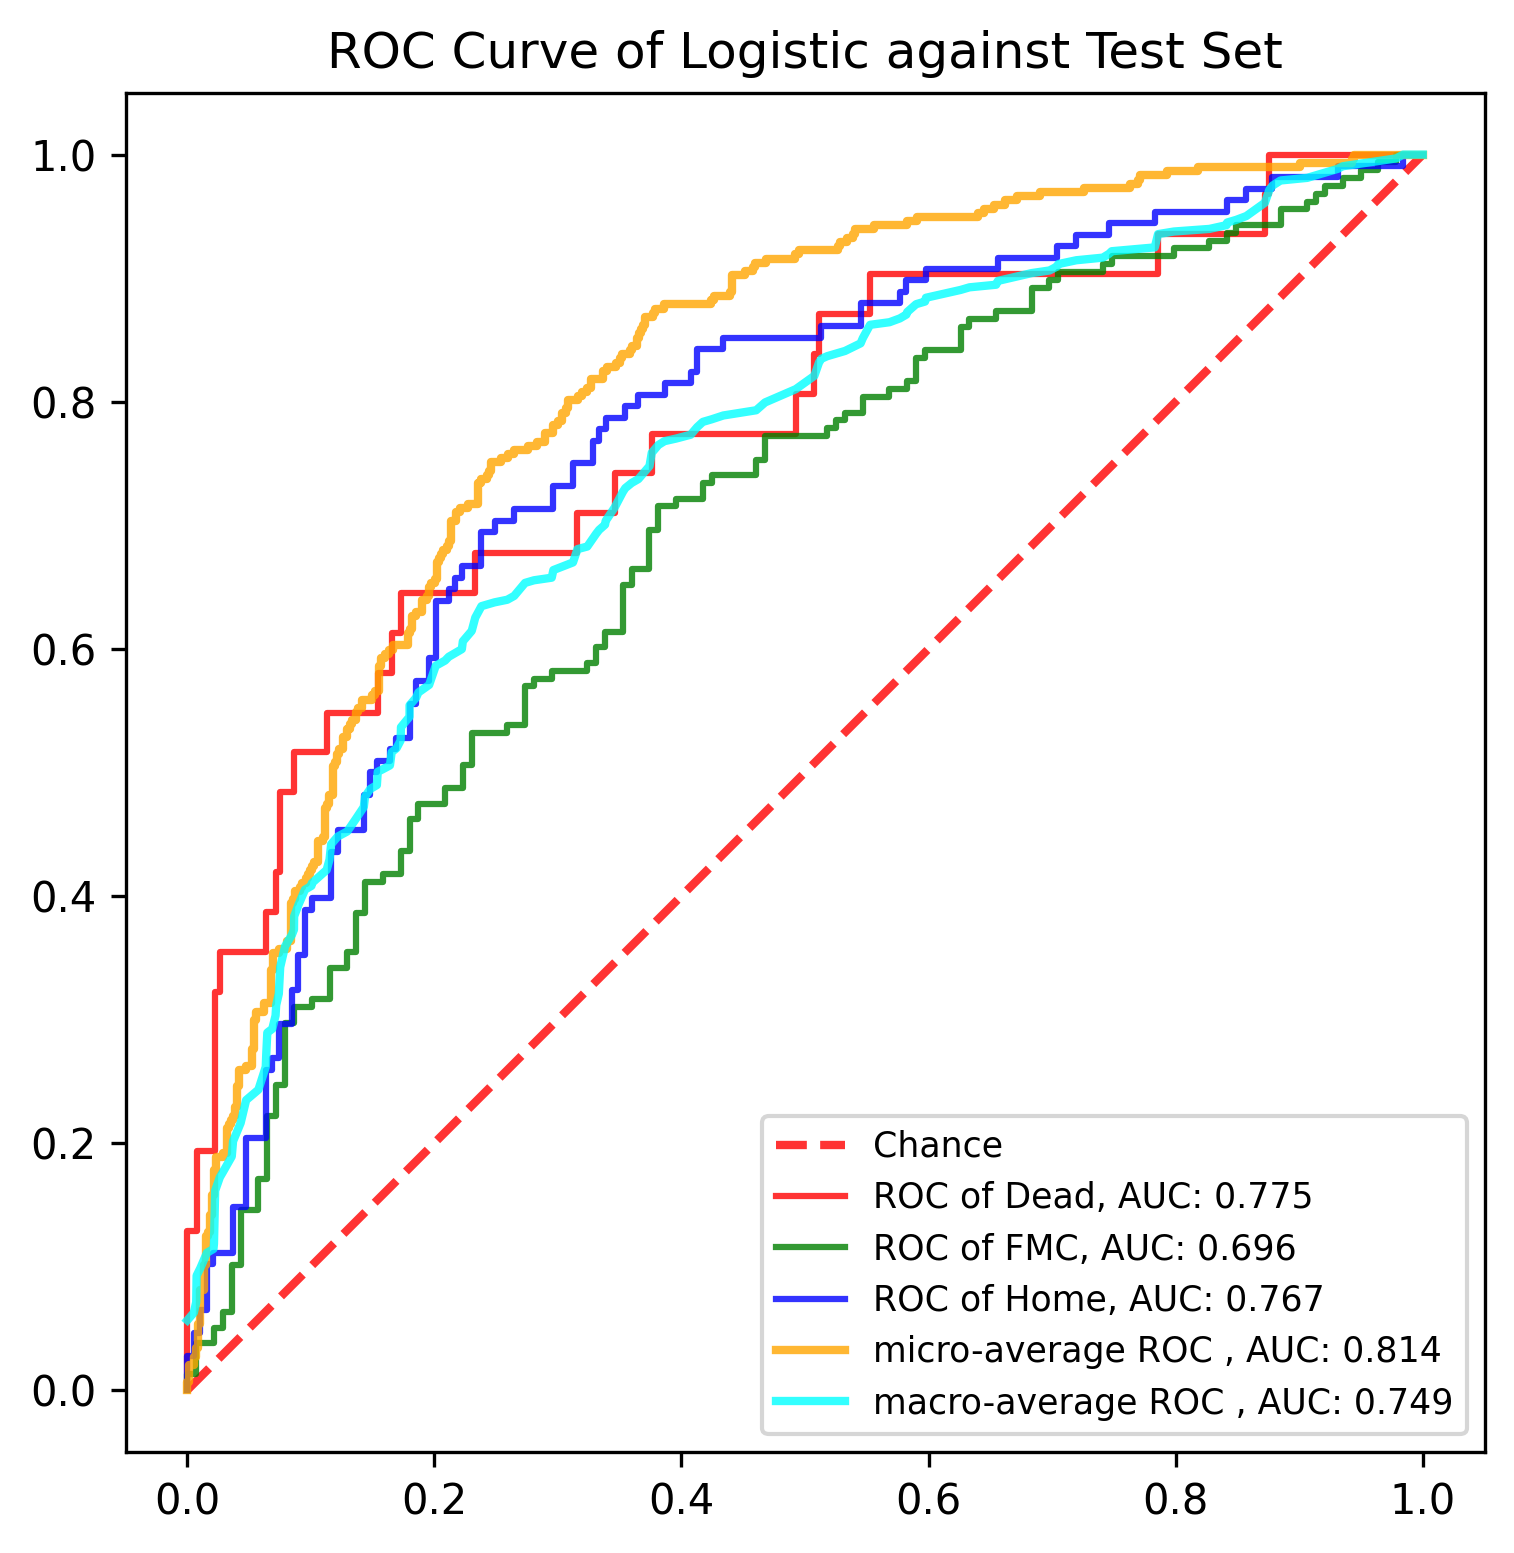 ROC Curve of Logistic against Test Set
1.0
0.8
0.6
0.4
0.2
0.0
Chance
ROC of Dead, AUC: 0.775
ROC of FMC, AUC: 0.696
ROC of Home, AUC: 0.767
micro-average ROC , AUC: 0.814
macro-average ROC , AUC: 0.749
0.0 0.2 0.4 0.6 0.8 1.0